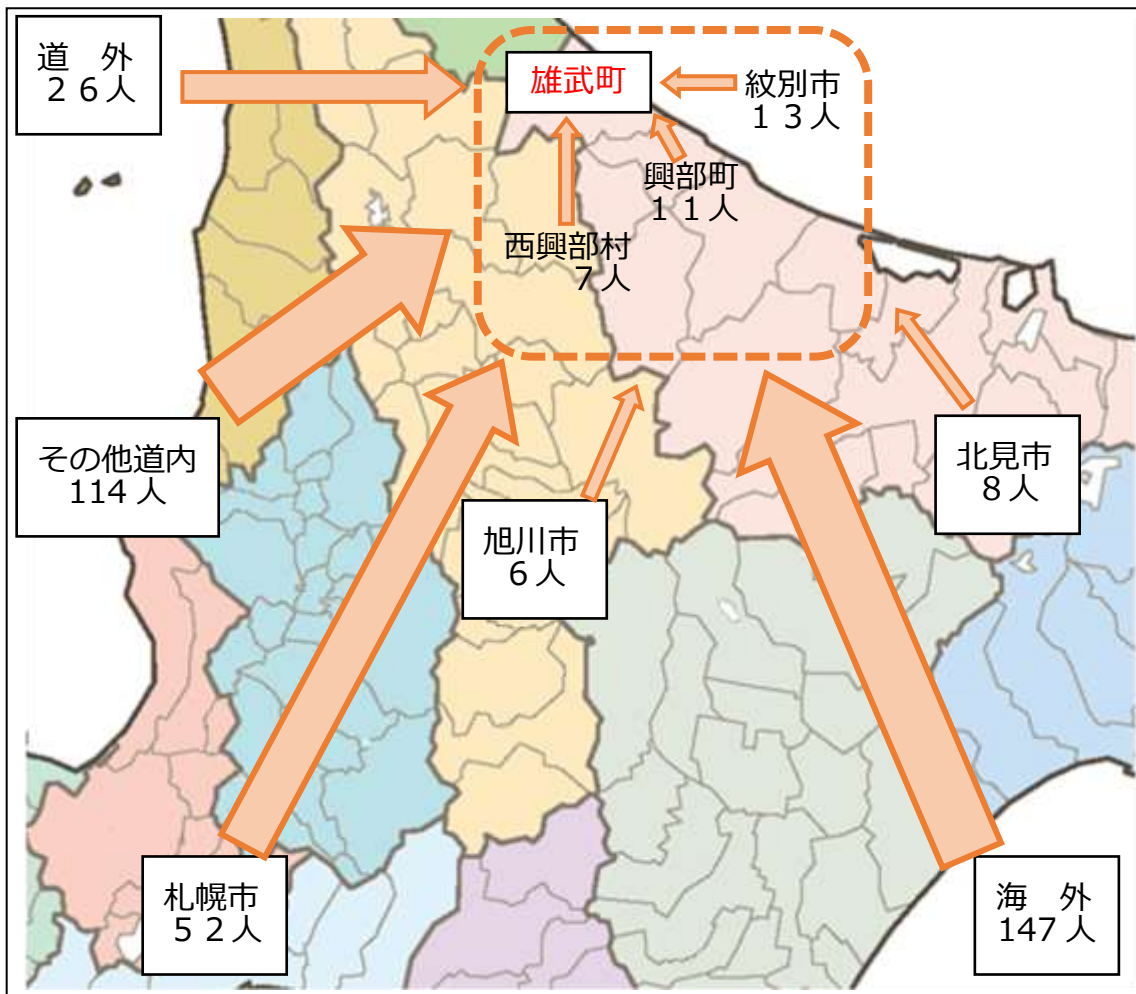 道　外
２６人
雄武町
紋別市
１３人
興部町
１１人
西興部村
７人
その他道内
114 人
北見市
８人
旭川市
６人
札幌市
５２人
海　外
147 人